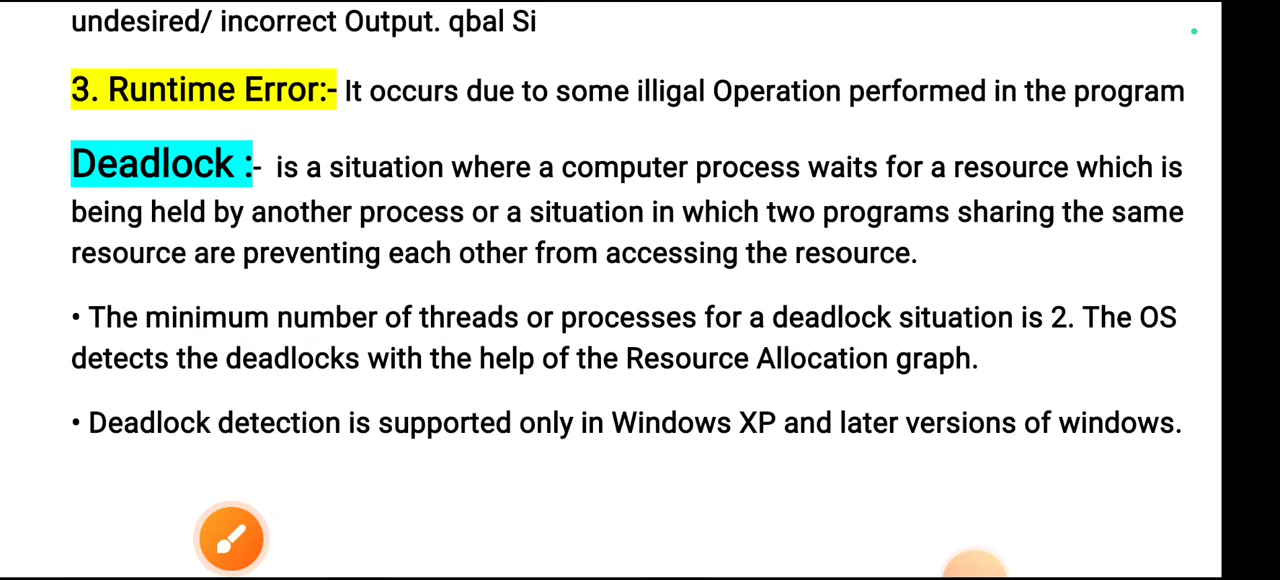 undesired/ incorrect Output. qbal Si
3. Runtime Error:- It occurs due to some illigal Operation performed in the program
Deadlock :- is a situation where a computer process waits for a resource which is
being held by another process or a situation in which two programs sharing the same
resource are preventing each other from accessing the resource.
• The minimum number of threads or processes for a deadlock situation is 2. The OS
detects the deadlocks with the help of the Resource Allocation graph.
• Deadlock detection is supported only in Windows XP and later versions of windows.